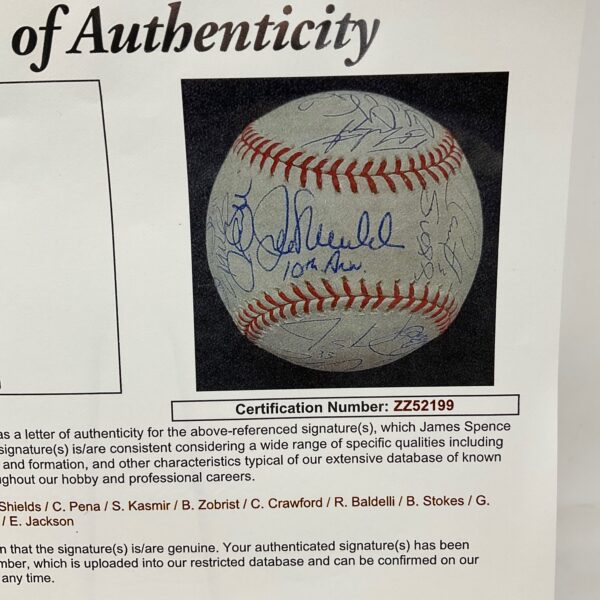 of Authenticity
10th Ann.
33
Certification Number: ZZ52199
as a letter of authenticity for the above-referenced signature(s), which James Spence
signature(s) is/are consistent considering a wide range of specific qualities including
and formation, and other characteristics typical of our extensive database of known
ughout our hobby and professional careers.
Shields / C. Pena / S. Kasmir / B. Zobrist / C. Crawford / R. Baldelli / B. Stokes / G.
/ E. Jackson
n that the signature(s) is/are genuine. Your authenticated signature(s) has been
mber, which is uploaded into our restricted database and can be confirmed on our
any time.